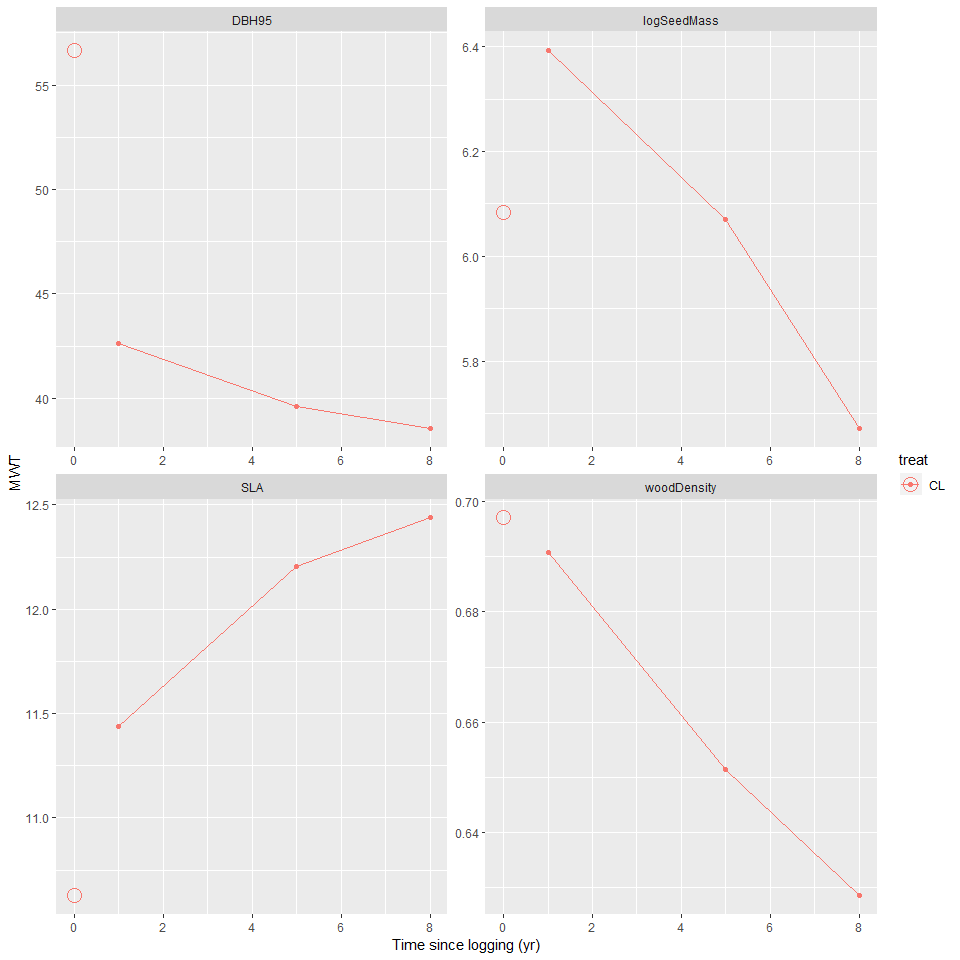 DBH95
logSeedMass
55
50
45
40
0 2 4 6 8
6.4
6.2
6.0
5.8
0 2 4 6 8
MWT
SLA
woodDensity
12.5
12.0
11.5
11.0
0 2 4 6 8
0.70
0.68
0.66
0.64
0 2 4 6 8
Time since logging (yr)
treat
CL